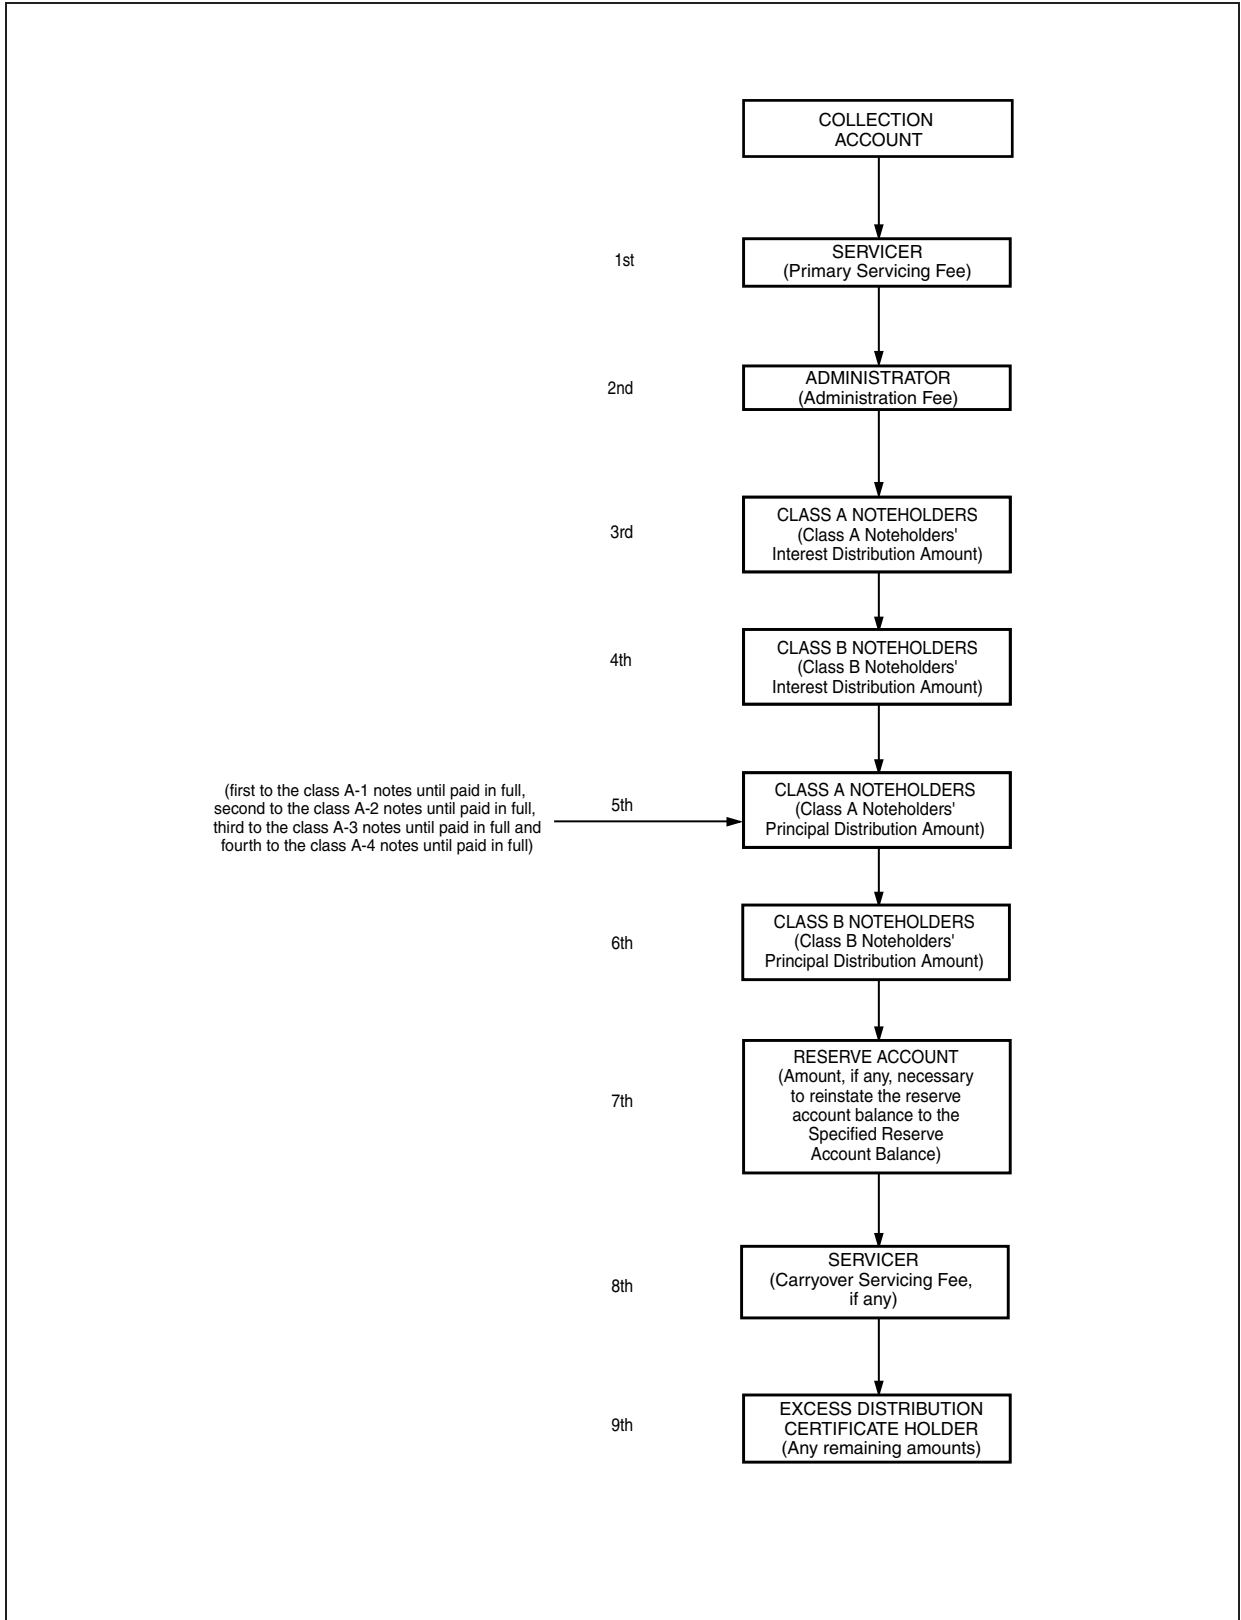 COLLECTION
ACCOUNT
1st
SERVICER
(Primary Servicing Fee)
2nd
ADMINISTRATOR
(Administration Fee)
3rd
CLASS A NOTEHOLDERS
(Class A Noteholders'
Interest Distribution Amount)
4th
CLASS B NOTEHOLDERS
(Class B Noteholders'
Interest Distribution Amount)
(first to the class A-1 notes until paid in full,
second to the class A-2 notes until paid in full,
third to the class A-3 notes until paid in full and
fourth to the class A-4 notes until paid in full)
5th
CLASS A NOTEHOLDERS
(Class A Noteholders'
Principal Distribution Amount)
6th
CLASS B NOTEHOLDERS
(Class B Noteholders'
Principal Distribution Amount)
7th
RESERVE ACCOUNT
(Amount, if any, necessary
to reinstate the reserve
account balance to the
Specified Reserve
Account Balance)
8th
SERVICER
(Carryover Servicing Fee,
if any)
9th
EXCESS DISTRIBUTION
CERTIFICATE HOLDER
(Any remaining amounts)